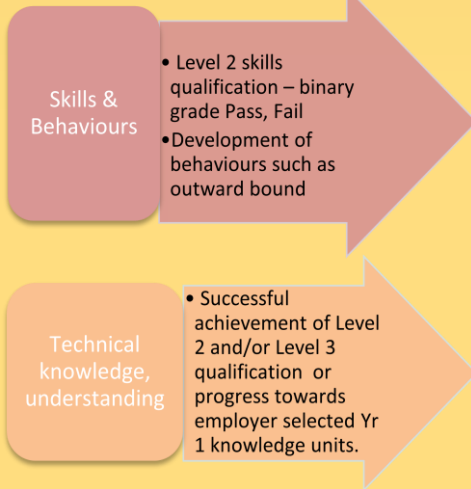 Skills &
Behaviours
• Level 2 skills
qualification – binary
grade Pass, Fail
•Development of
behaviours such as
outward bound
Technical
knowledge,
understanding
• Successful
achievement of Level
2 and/or Level 3
qualification or
progress towards
employer selected Yr
1 knowledge units.